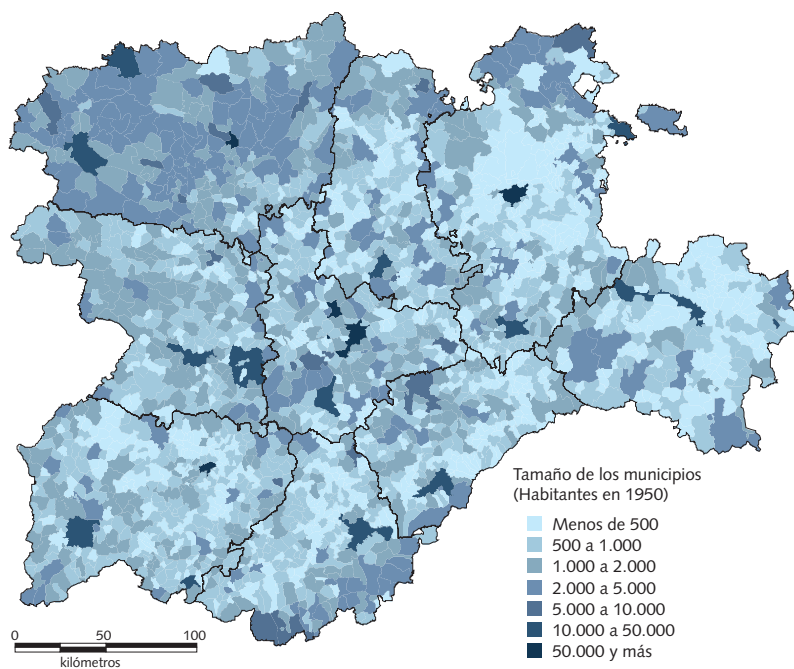 Tamaño de los municipios
(Habitantes en 1950)
Menos de 500
500 a 1.000
1.000 a 2.000
2.000 a 5.000
5.000 a 10.000
10.000 a 50.000
50.000 y más
0 50 100
kilómetros